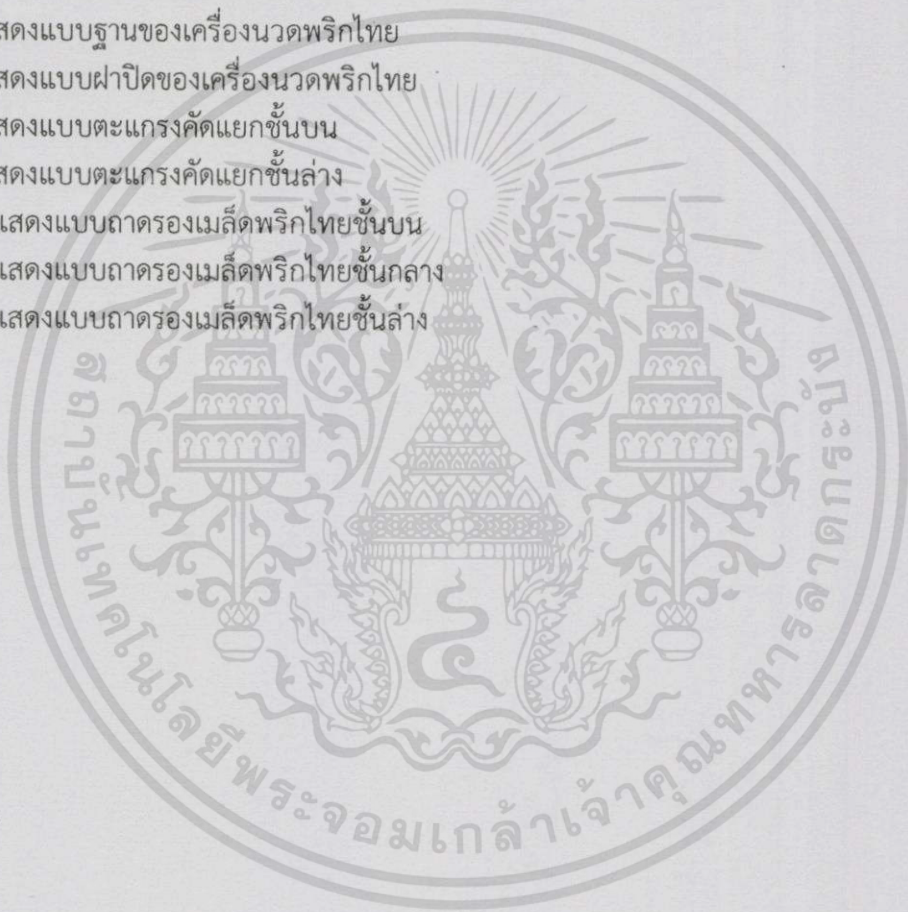 สดงแบบฐานของเครื่องนวดพริกไทย
สดงแบบฝาปิดของเครื่องนวดพริกไทย
สดงแบบตะแกรงคัดแยกชั้นบน
สดงแบบตะแกรงคัดแยกชั้นล่าง
แสดงแบบถาดรองเมล็ดพริกไทยชั้นบน
แสดงแบบถาดรองเมล็ดพริกไทยชั้นกลาง
แสดงแบบถาดรองเมล็ดพริกไทยชั้นล่าง
สถาบันเทคโนโลยีพระจอมเกล้าเจ้าคุณทหารลาดกระบัง